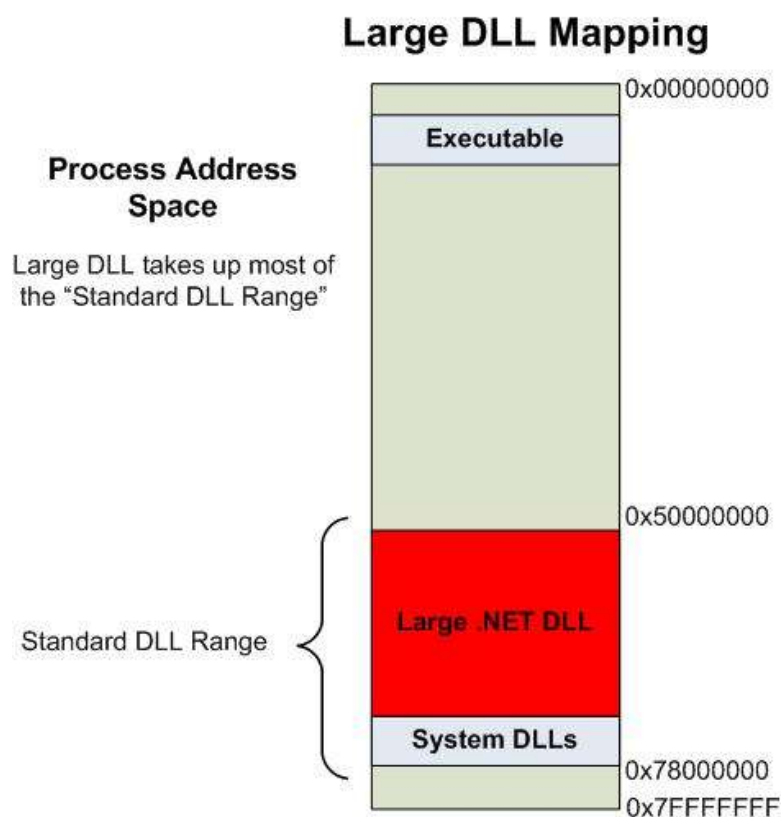 Large DLL Mapping
0x00000000
Executable
Process Address
Space
Large DLL takes up most of
the “Standard DLL Range”
0x50000000
Large .NET DLL
Standard DLL Range
System DLLs
0x78000000
0x7FFFFFFF